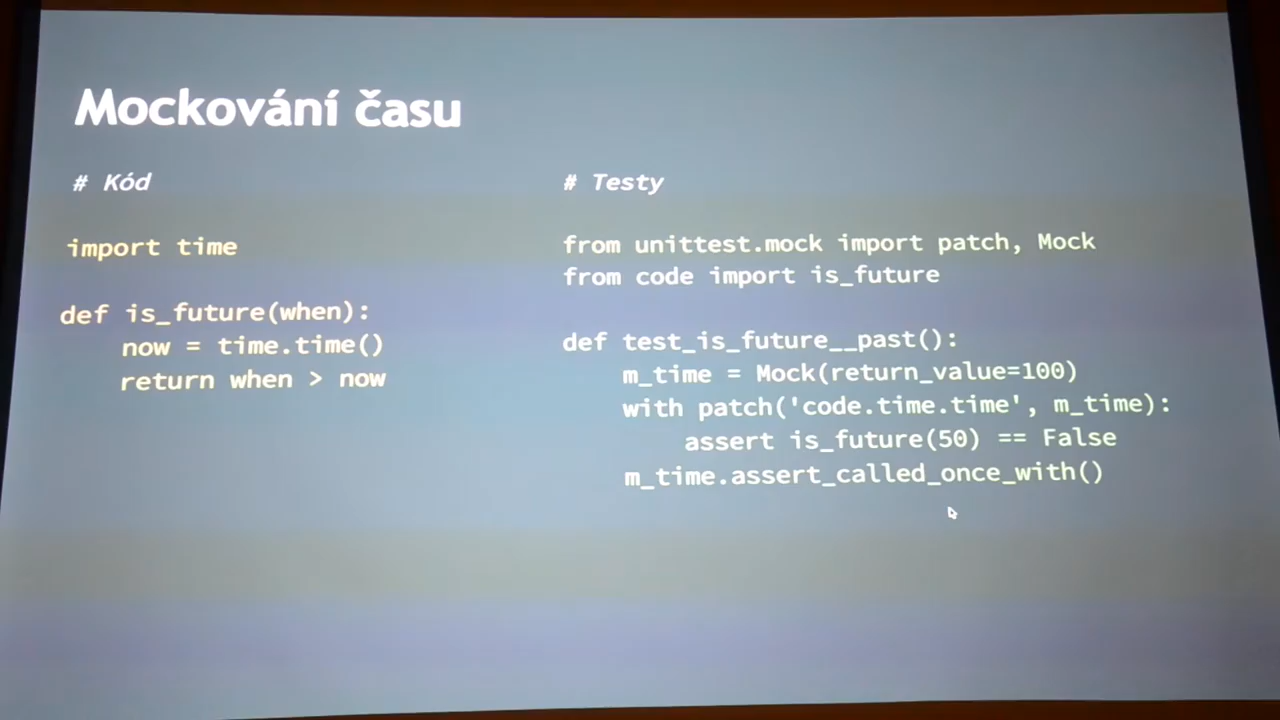 Mockování času
# Kód
import time
def is_future(when):
    now = time.time()
    return when > now
# Testy
from unittest.mock import patch, Mock
from code import is_future
def test_is_future__past():
    m_time = Mock(return_value=100)
    with patch('code.time.time', m_time):
        assert is_future(50) == False
    m_time.assert_called_once_with()